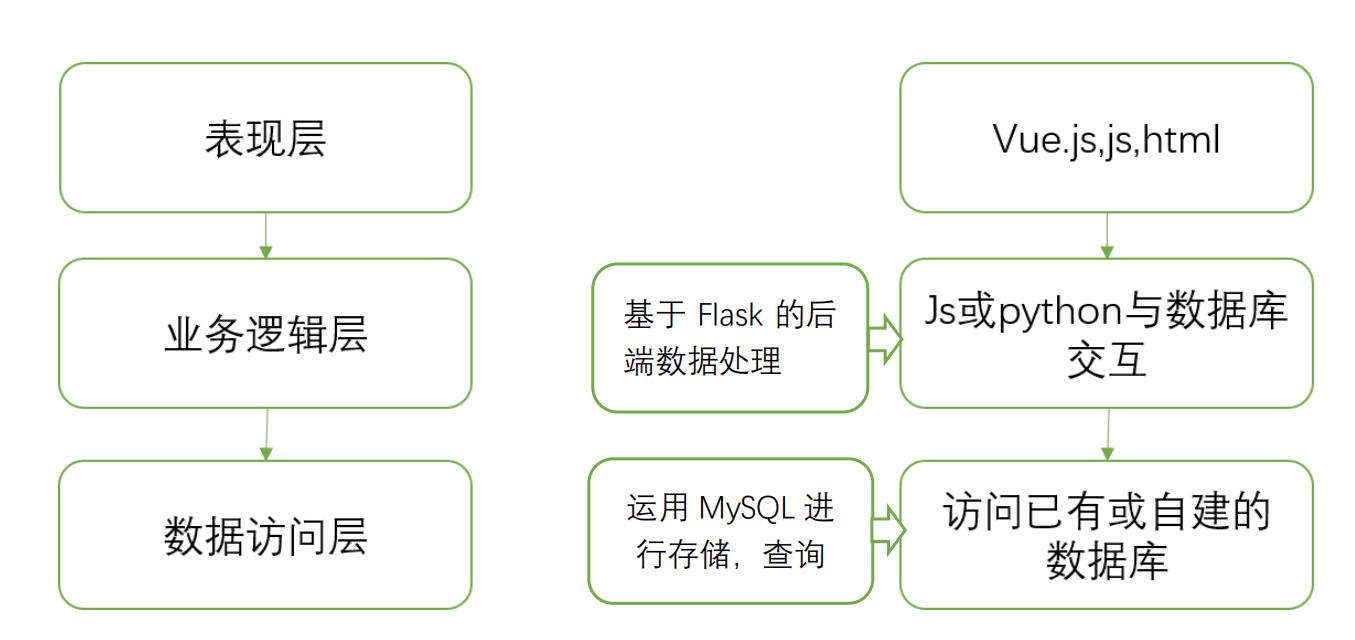 表现层
Vue.js,js,html
业务逻辑层
基于 Flask 的后
端数据处理
Js或python与数据库
交互
数据访问层
运用 MySQL 进
行存储，查询
访问已有或自建的
数据库